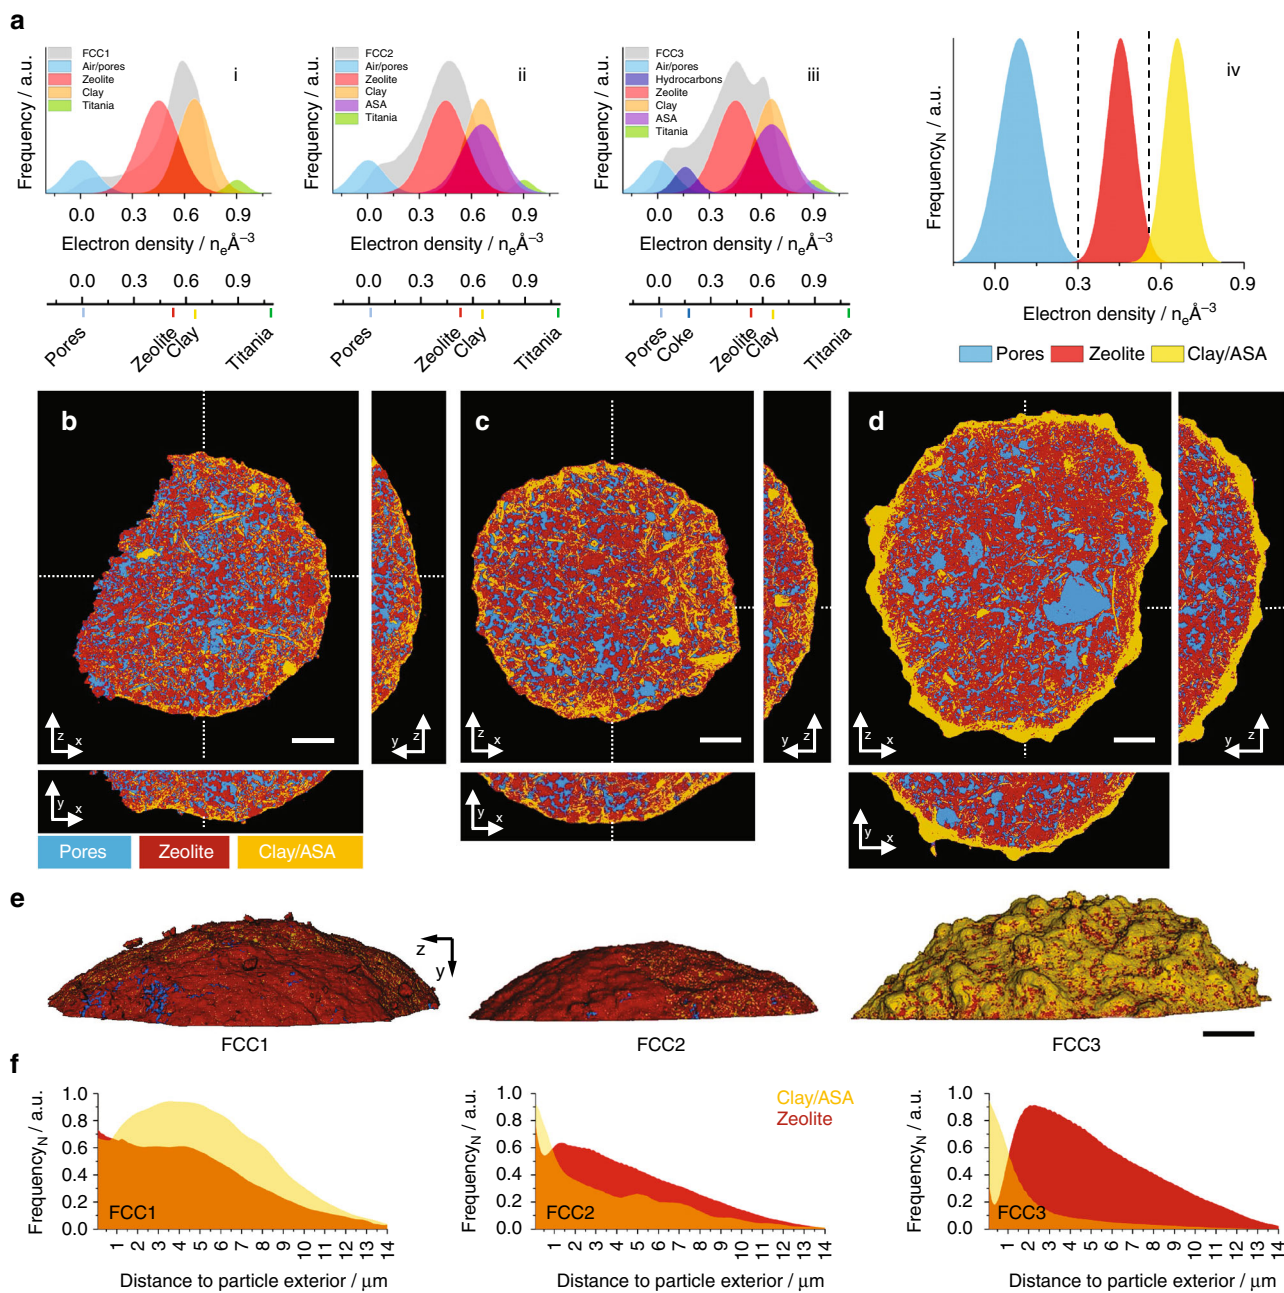 a
Frequency / a.u.
FCC1
Air/pores
Zeolite
Clay
Titania
i
0.0 0.3 0.6 0.9
Electron density / nₑÅ⁻³
0.0 0.3 0.6 0.9
Pores Zeolite Clay Titania
Frequency / a.u.
FCC2
Air/pores
Zeolite
Clay
ASA
Titania
ii
0.0 0.3 0.6 0.9
Electron density / nₑÅ⁻³
0.0 0.3 0.6 0.9
Pores Zeolite Clay Titania
Frequency / a.u.
FCC3
Air/pores
Hydrocarbons
Zeolite
Clay
ASA
Titania
iii
0.0 0.3 0.6 0.9
Electron density / nₑÅ⁻³
0.0 0.3 0.6 0.9
Pores Coke Zeolite Clay Titania
Frequency_N / a.u.
iv
0.0 0.3 0.6 0.9
Electron density / nₑÅ⁻³
Pores Zeolite Clay/ASA
b
z x
y z
y x
c
z x
y z
y x
d
z x
y z
y x
Pores Zeolite Clay/ASA
e
z
y
FCC1 FCC2 FCC3
f
Frequency_N / a.u.
1.0
0.8
0.6
0.4
0.2
0.0
FCC1
1 2 3 4 5 6 7 8 9 10 11 12 13 14
Distance to particle exterior / μm
Frequency_N / a.u.
1.0
0.8
0.6
0.4
0.2
0.0
Clay/ASA
Zeolite
FCC2
1 2 3 4 5 6 7 8 9 10 11 12 13 14
Distance to particle exterior / μm
Frequency_N / a.u.
1.0
0.8
0.6
0.4
0.2
0.0
FCC3
1 2 3 4 5 6 7 8 9 10 11 12 13 14
Distance to particle exterior / μm